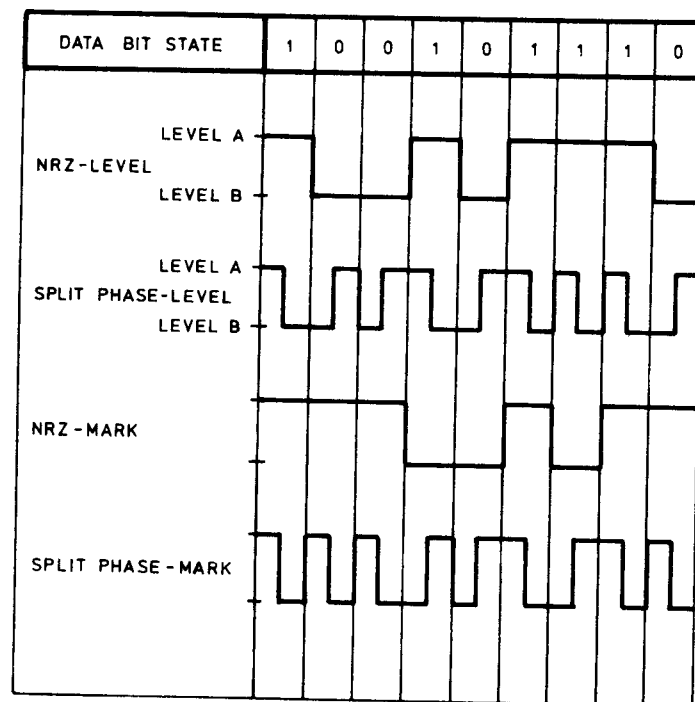 DATA BIT STATE 1 0 0 1 0 1 1 1 0
LEVEL A
NRZ-LEVEL
LEVEL B
LEVEL A
SPLIT PHASE-LEVEL
LEVEL B
NRZ-MARK
SPLIT PHASE-MARK